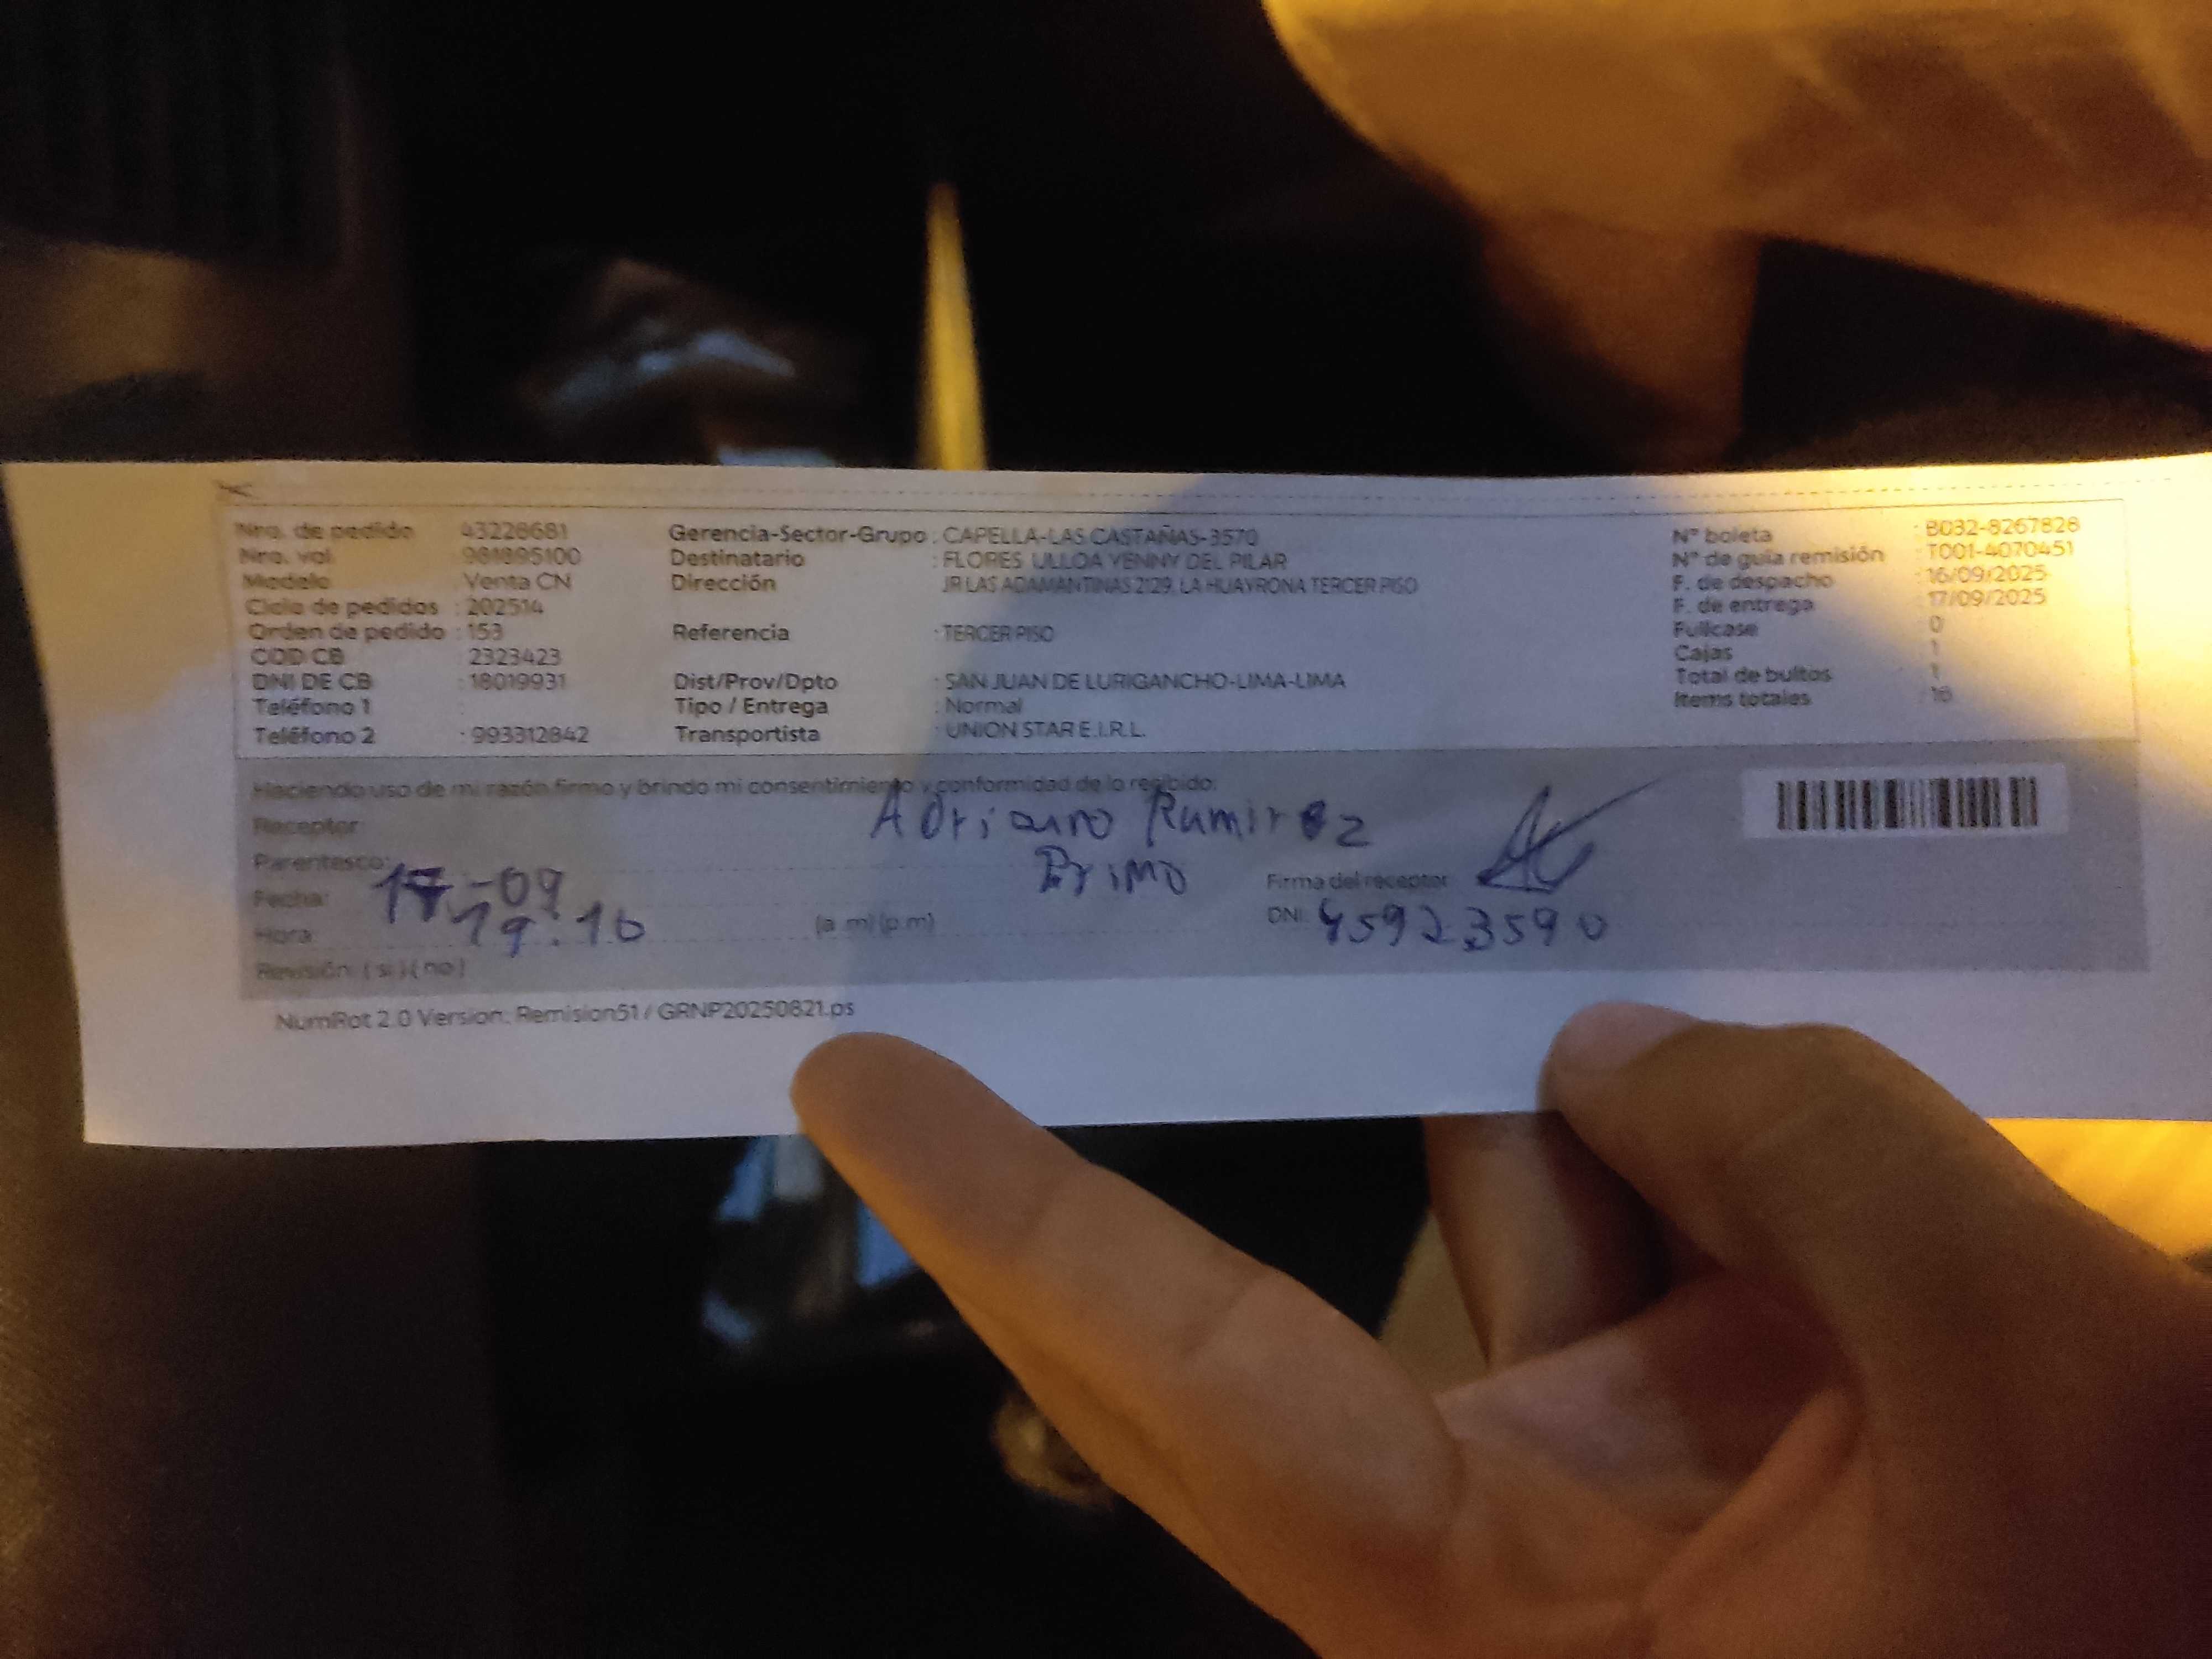 Nro. de pedido : 43228681 Gerencia-Sector-Grupo : CAPELLA-LAS CASTAÑAS-3570 N° boleta : B032-8267828
Nro. val : 981895100 Destinatario : FLORES ULLOA YENNY DEL PILAR N° de guía remisión : T001-4070451
Modelo : Venta CN Dirección : JR LAS ADAMANTINAS 2129, LA HUAYRONA TERCER PISO F. de despacho : 16/09/2025
Ciclo de pedidos : 202514 F. de entrega : 17/09/2025
Orden de pedido : 153 Referencia : TERCER PISO Fullcase 0
COD CB 2323423 Cajas 1
DNI DE CB : 18019931 Dist/Prov/Dpto : SAN JUAN DE LURIGANCHO-LIMA-LIMA Total de bultos 1
Teléfono 1 : Tipo / Entrega : Normal Items totales : 16
Teléfono 2 : 993312842 Transportista : UNION STAR E.I.R.L.
Haciendo uso de mi razón firmo y brindo mi consentimiento y conformidad de lo recibido.
Receptor: Adriano Ramirez
Parentesco: Primo
Fecha: 17-09 Firma del receptor
Hora 19:16 (a.m) (p.m) DNI: 45923590
Revisión: (si) (no)
NumRot 2.0 Version: Remision51 / GRNP20250821.ps